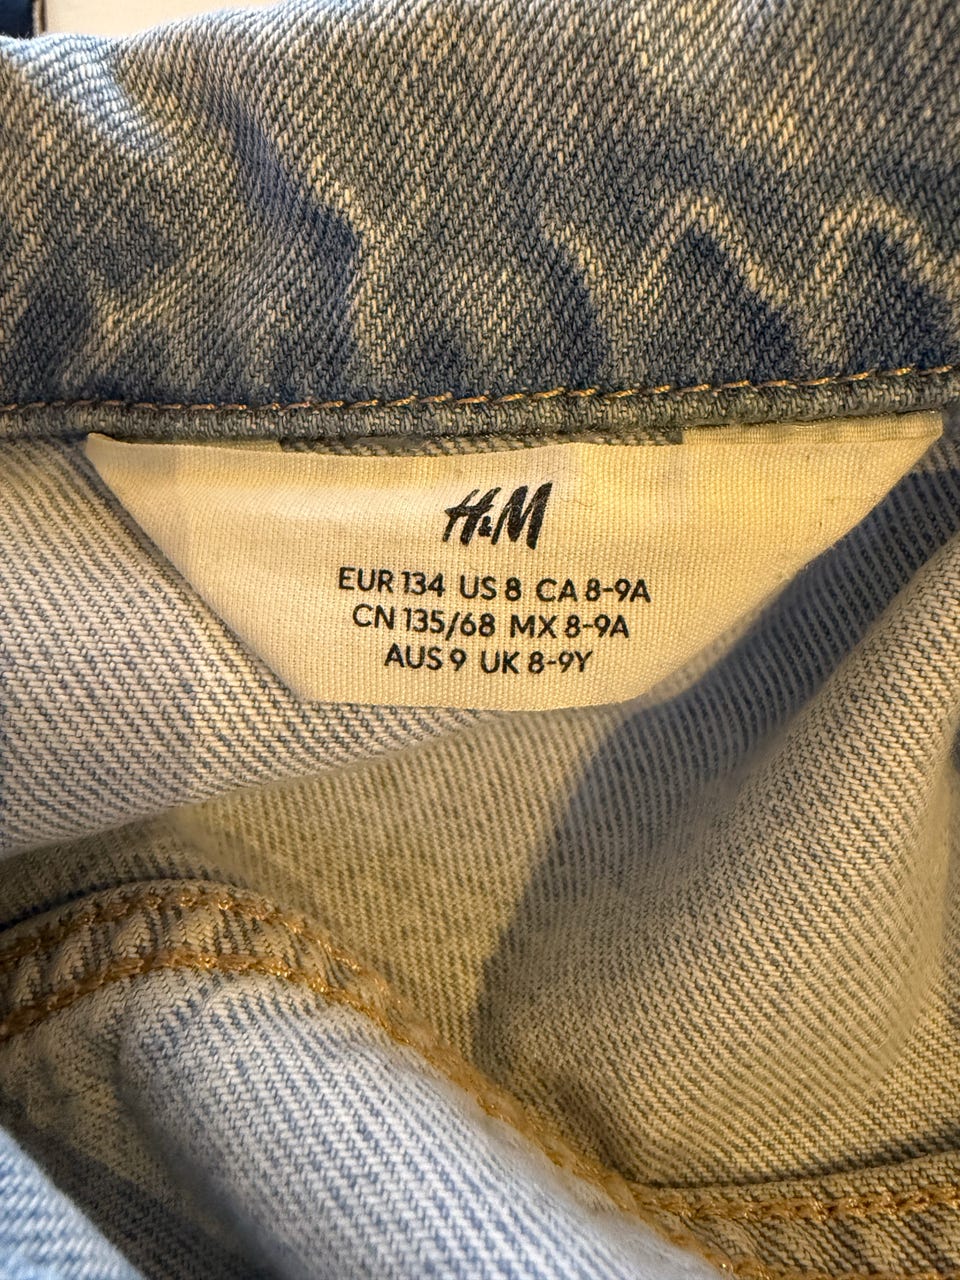 H&M
EUR 134 US 8 CA 8-9A
CN 135/68 MX 8-9A
AUS 9 UK 8-9Y